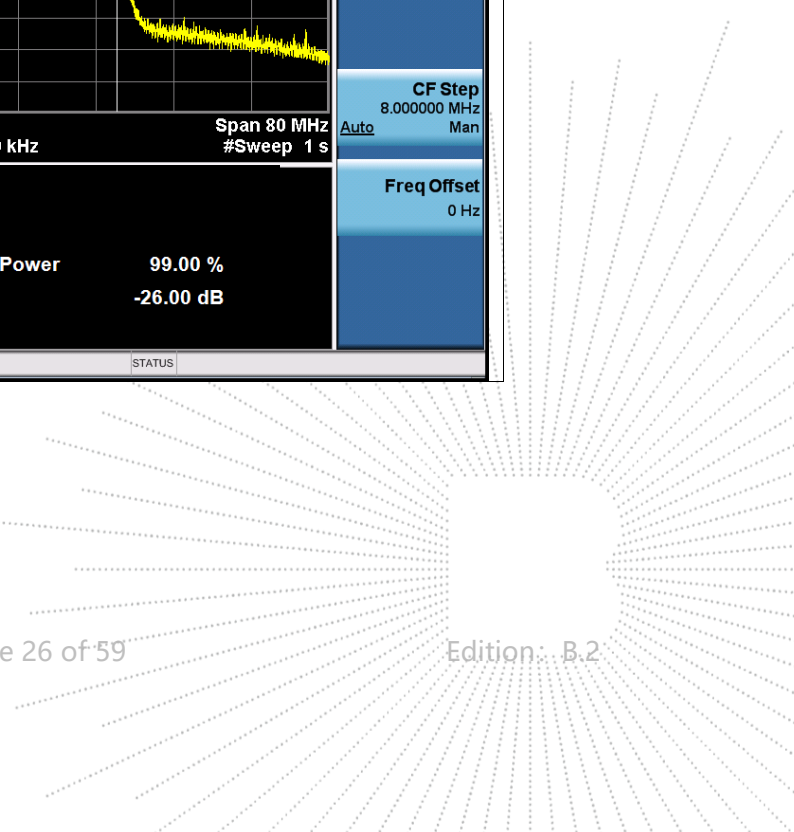 CF Step
8.000000 MHz
Auto Man
Span 80 MHz
kHz #Sweep 1 s
Freq Offset
0 Hz
Power 99.00 %
-26.00 dB
STATUS
26 of 59 Edition: B.2